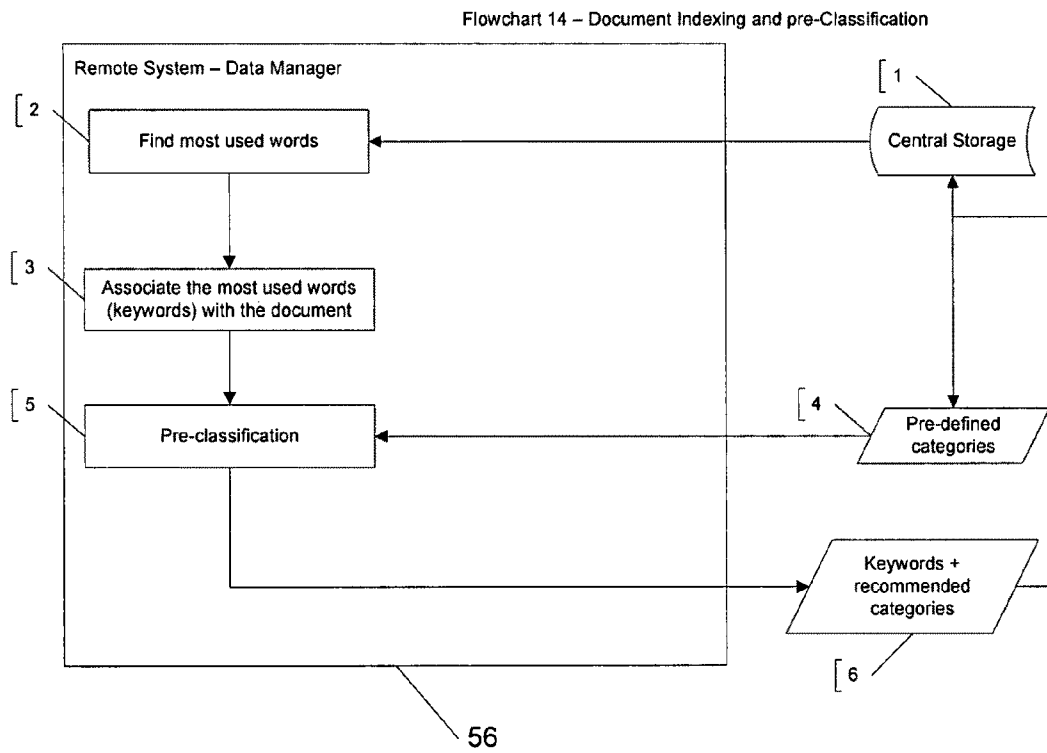 Flowchart 14 – Document Indexing and pre-Classification
Remote System – Data Manager
[ 1
[ 2
Find most used words
Central Storage
[ 3
Associate the most used words
(keywords) with the document
[ 5
Pre-classification
[ 4
Pre-defined
categories
Keywords +
recommended
categories
[ 6
56